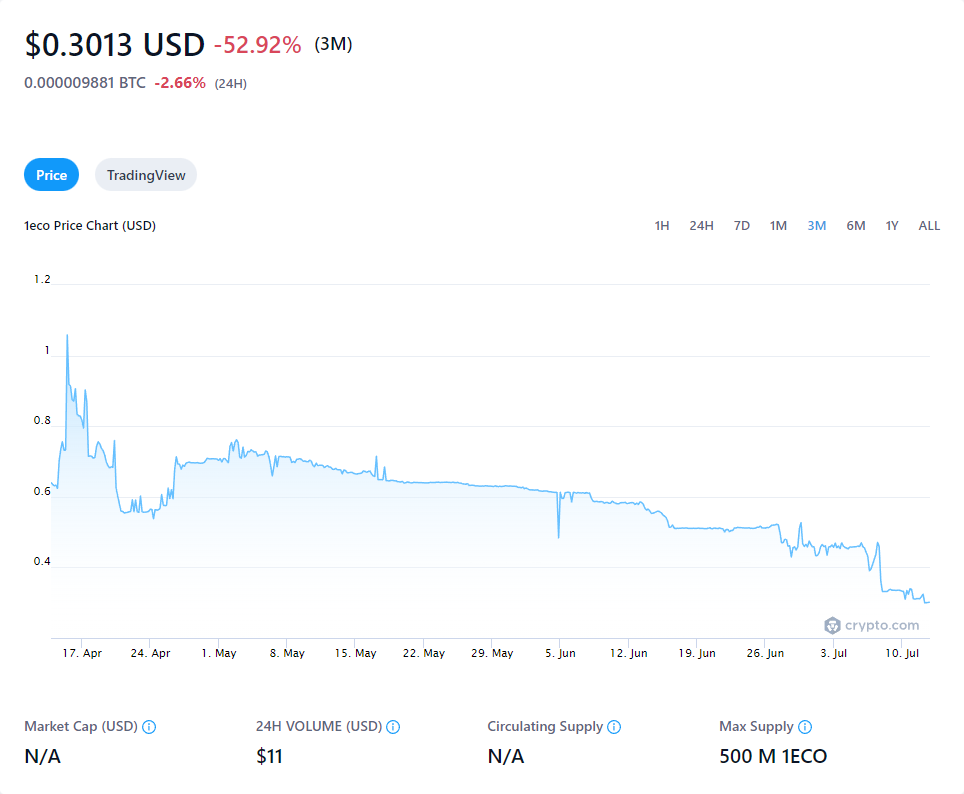 $0.3013 USD -52.92% (3M)
0.000009881 BTC -2.66% (24H)
Price TradingView
1eco Price Chart (USD) 1H 24H 7D 1M 3M 6M 1Y ALL
1.2
1
0.8
0.6
0.4
crypto.com
17. Apr 24. Apr 1. May 8. May 15. May 22. May 29. May 5. Jun 12. Jun 19. Jun 26. Jun 3. Jul 10. Jul
Market Cap (USD) 24H VOLUME (USD) Circulating Supply Max Supply
N/A $11 N/A 500 M 1ECO